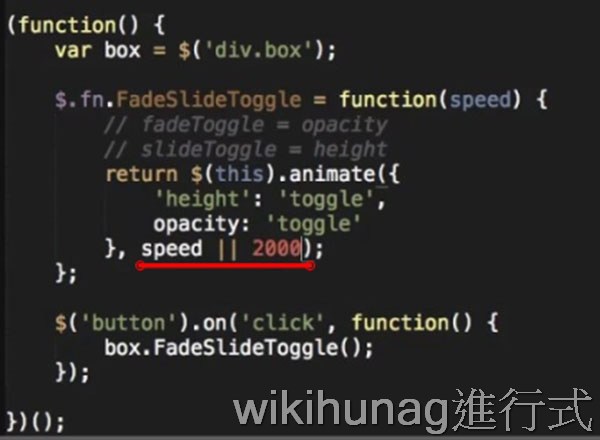 (function() {
    var box = $('div.box');

    $.fn.FadeSlideToggle = function(speed) {
        // fadeToggle = opacity
        // slideToggle = height
        return $(this).animate({
            'height': 'toggle',
            opacity: 'toggle'
        }, speed || 2000);
    };

    $('button').on('click', function() {
        box.FadeSlideToggle();
    });

})();
wikihunag進行式